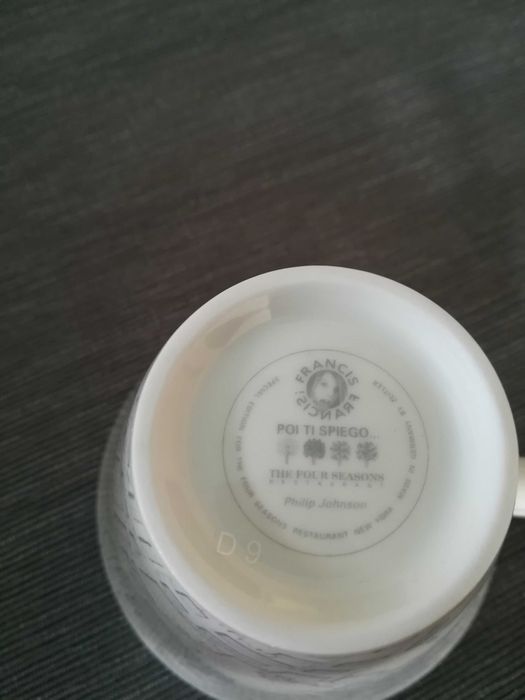 FRANCIS FRANCIS!
POI TI SPIEGO...
THE FOUR SEASONS
RESTAURANT
Philip Johnson
SPECIAL EDITION FOR THE FOUR SEASONS RESTAURANT NEW YORK
D 9